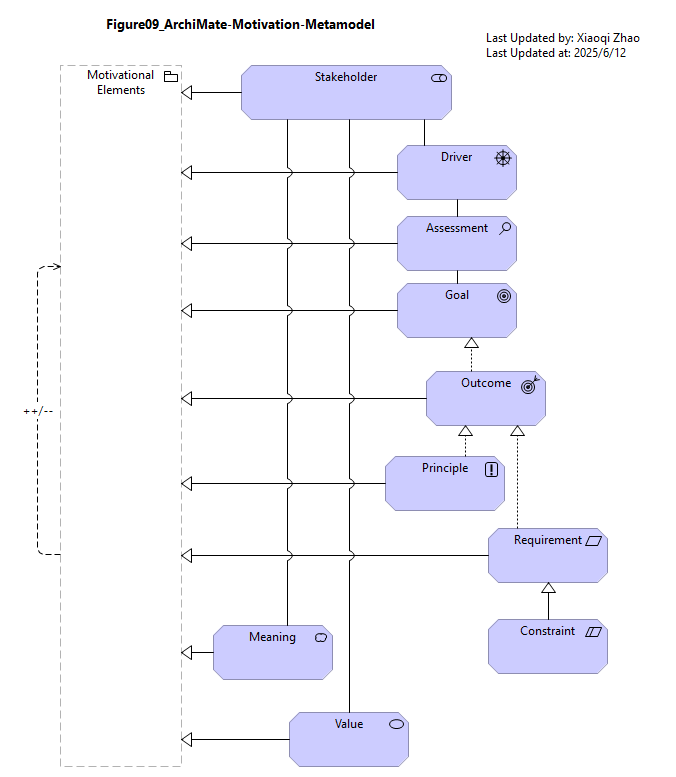 Figure09_ArchiMate-Motivation-Metamodel
Last Updated by: Xiaoqi Zhao
Last Updated at: 2025/6/12
Motivational
Elements
Stakeholder
Driver
Assessment
Goal
Outcome
++/--
Principle
Requirement
Constraint
Meaning
Value